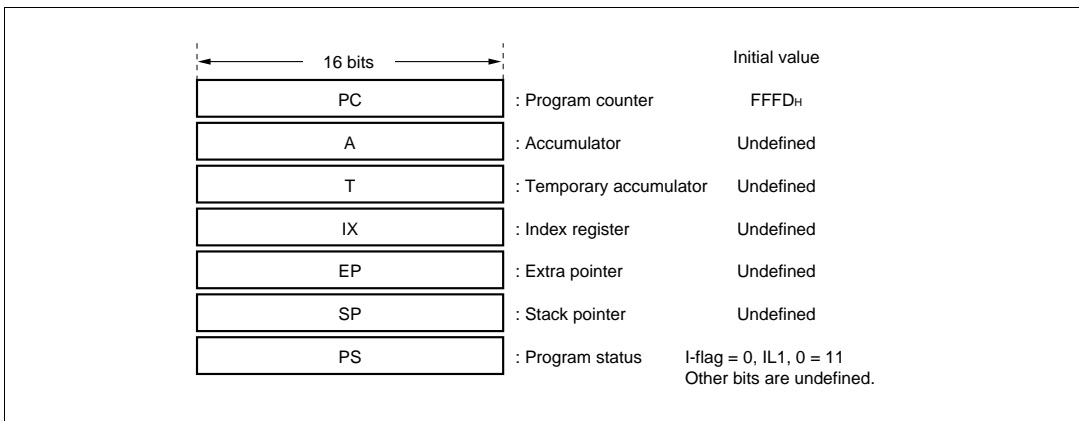 16 bits Initial value
PC : Program counter FFFDH
A : Accumulator Undefined
T : Temporary accumulator Undefined
IX : Index register Undefined
EP : Extra pointer Undefined
SP : Stack pointer Undefined
PS : Program status I-flag = 0, IL1, 0 = 11
Other bits are undefined.